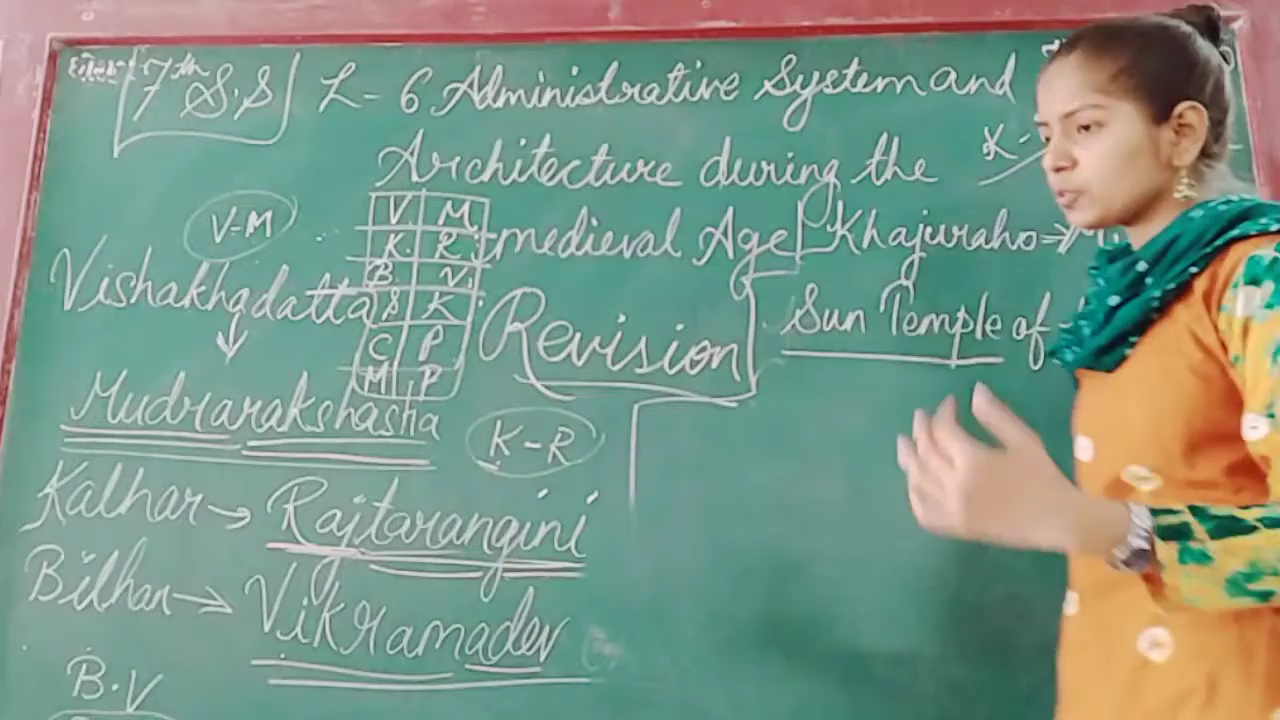 7th S.S L-6 Administrative System and
Architecture during the
K-
medieval Age
Revision
V M
K R
B V
S K
C P
M P
V-M
Vishakhadatta
Mudrarakshasha
K-R
Kalhar → Rajtarangini
Bilhan → Vikramadev
B.V
Khajuraho ⇒
Sun Temple of